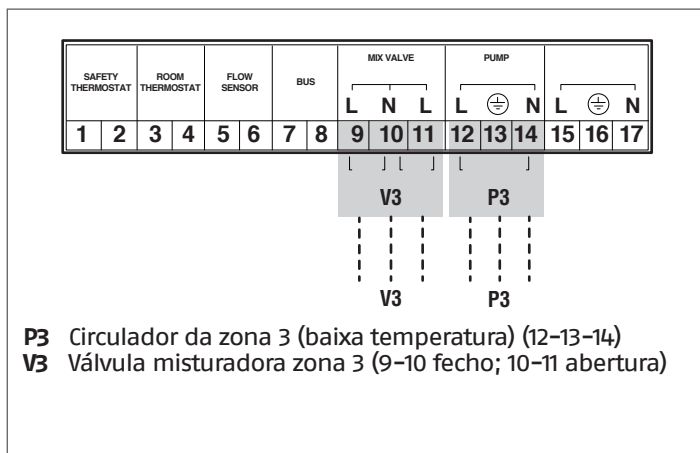 MIX VALVE PUMP
SAFETY THERMOSTAT ROOM THERMOSTAT FLOW SENSOR BUS
L N L L N L N
1 2 3 4 5 6 7 8 9 10 11 12 13 14 15 16 17
V3 P3
V3 P3
P3 Circulador da zona 3 (baixa temperatura) (12–13–14)
V3 Válvula misturadora zona 3 (9–10 fecho; 10–11 abertura)